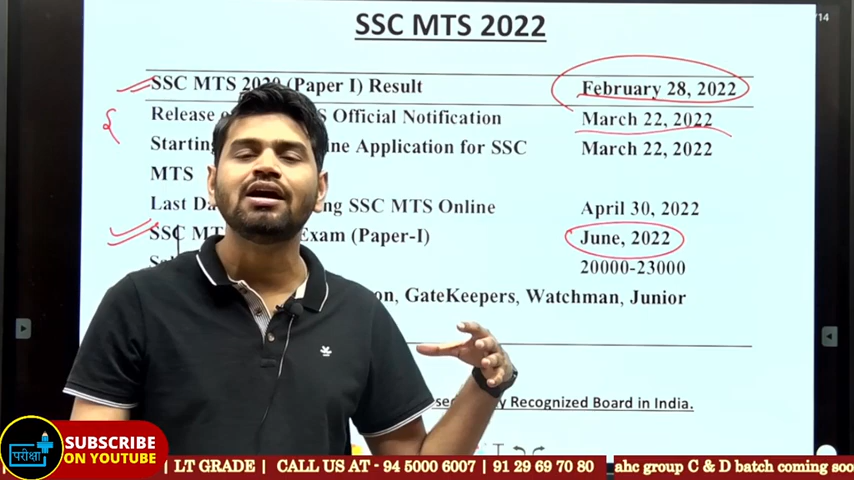 /14
SSC MTS 2022
SSC MTS 2020 (Paper I) Result February 28, 2022
Release S Official Notification March 22, 2022
Starting ne Application for SSC March 22, 2022
MTS
Last Da ng SSC MTS Online April 30, 2022
SSC MT Exam (Paper-I) June, 2022
20000-23000
on, GateKeepers, Watchman, Junior
y Recognized Board in India.
परीक्षा
SUBSCRIBE
ON YOUTUBE
| LT GRADE | CALL US AT - 94 5000 6007 | 91 29 69 70 80 ahc group C & D batch coming soo